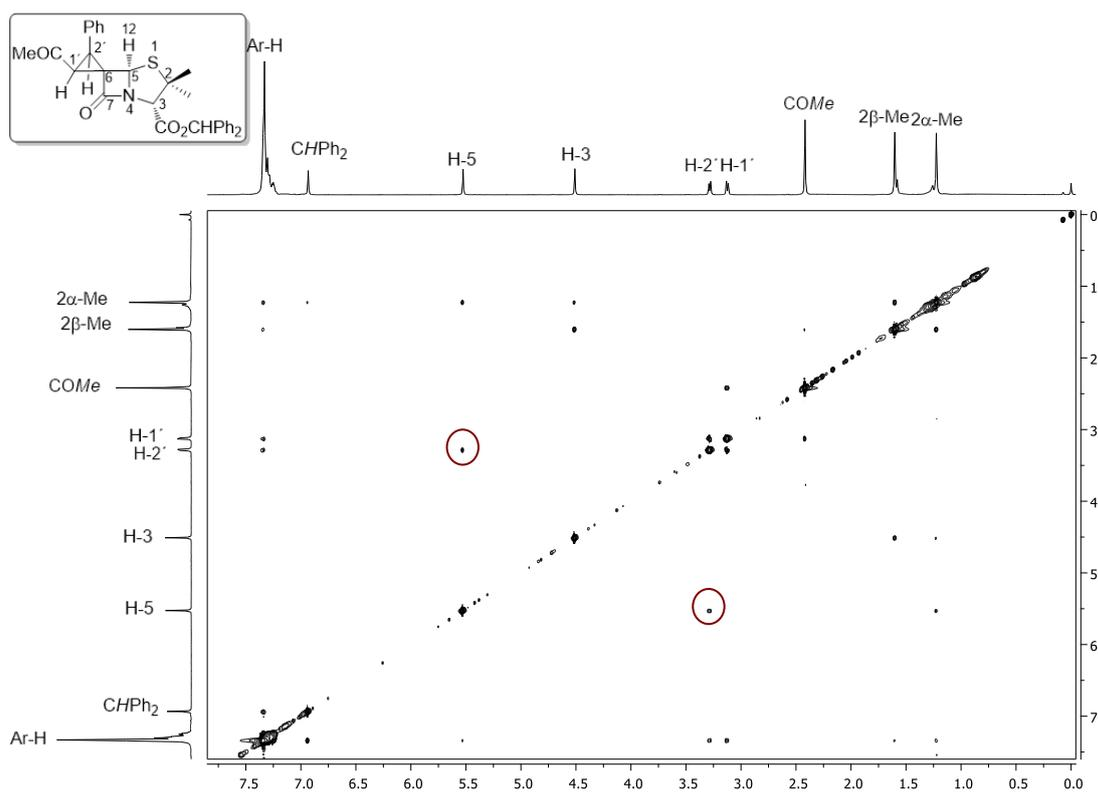 Ph
12
H
S
1
MeOC
1´
2´
5
2
6
H
H
N
3
O
7
4
CO₂CHPh₂
Ar-H
CHPh₂
H-5
H-3
H-2´
H-1´
COMe
2β-Me
2α-Me
2α-Me
2β-Me
COMe
H-1´
H-2´
H-3
H-5
CHPh₂
Ar-H
0
1
2
3
4
5
6
7
7.5 7.0 6.5 6.0 5.5 5.0 4.5 4.0 3.5 3.0 2.5 2.0 1.5 1.0 0.5 0.0